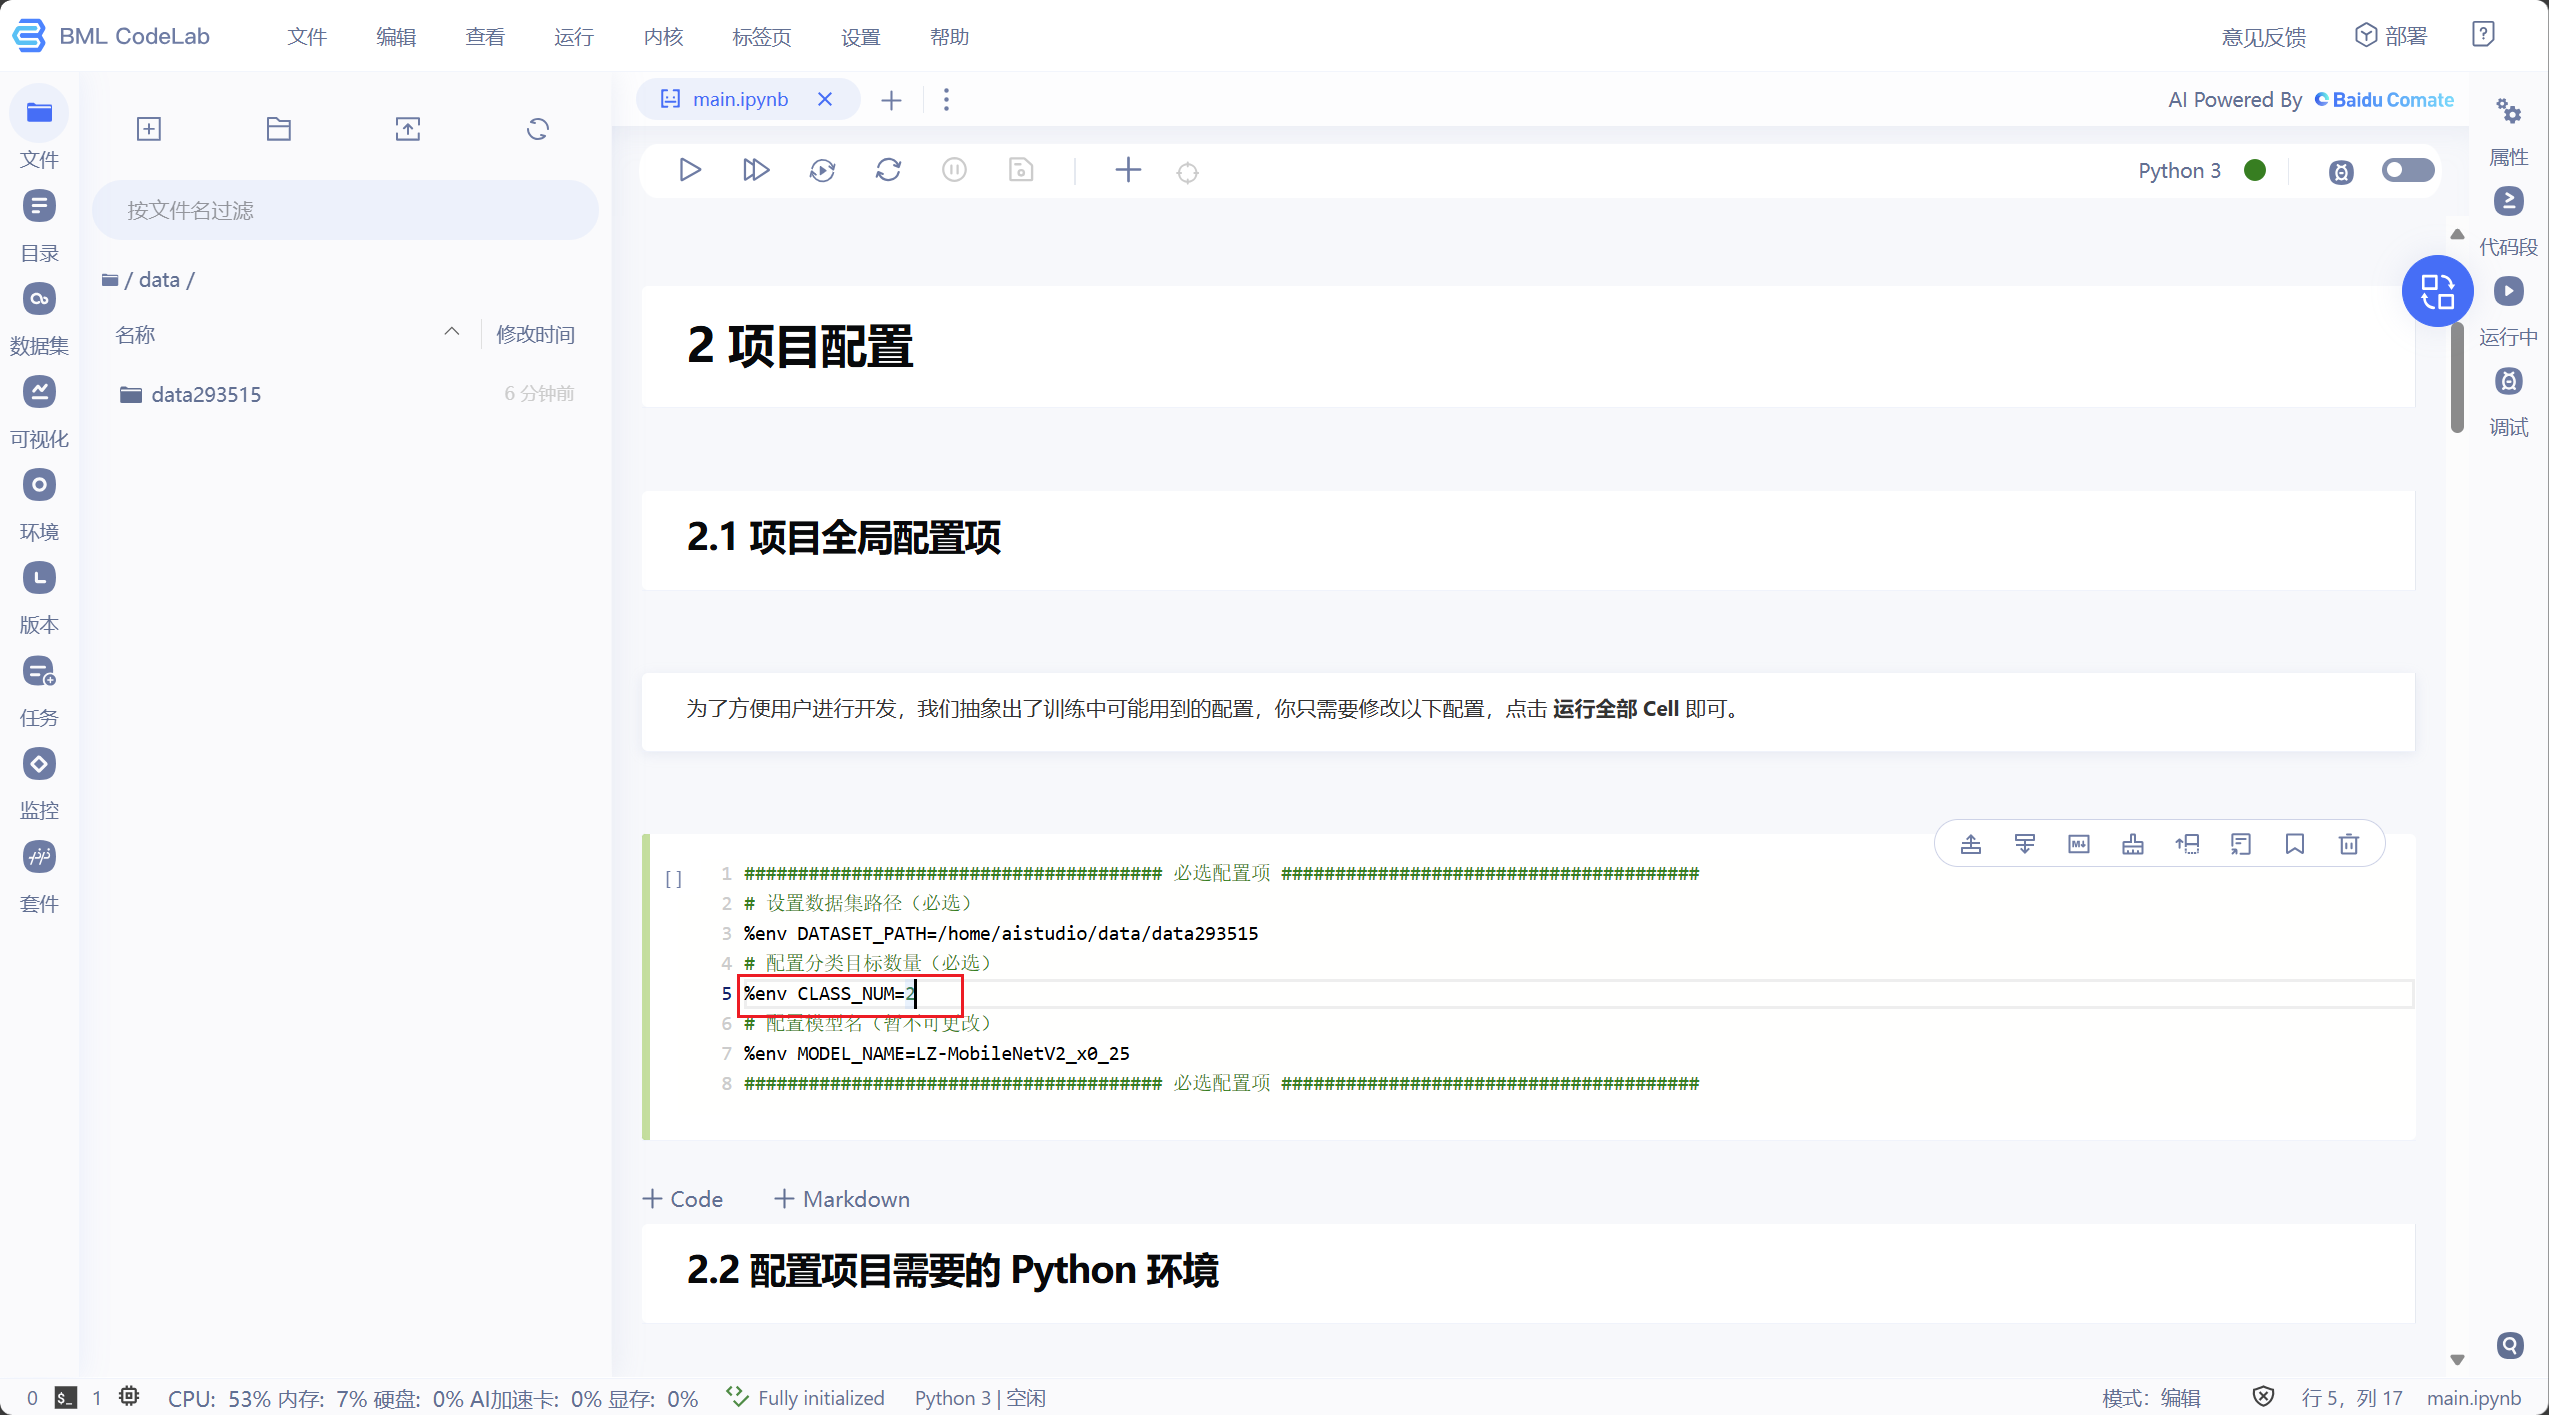 BML CodeLab
文件 编辑 查看 运行 内核 标签页 设置 帮助
意见反馈 部署
文件
目录
数据集
可视化
环境
版本
任务
监控
套件
按文件名过滤
/ data /
名称 修改时间
data293515 6 分钟前
main.ipynb
AI Powered By Baidu Comate
Python 3
属性
代码段
运行中
调试
2 项目配置
2.1 项目全局配置项
为了方便用户进行开发，我们抽象出了训练中可能用到的配置，你只需要修改以下配置，点击 运行全部 Cell 即可。
[ ]
1 ####################################### 必选配置项 #######################################
2 # 设置数据集路径（必选）
3 %env DATASET_PATH=/home/aistudio/data/data293515
4 # 配置分类目标数量（必选）
5 %env CLASS_NUM=2
6 # 配置模型名（暂不可更改）
7 %env MODEL_NAME=LZ-MobileNetV2_x0_25
8 ####################################### 必选配置项 #######################################
+ Code + Markdown
2.2 配置项目需要的 Python 环境
0 1 CPU: 53% 内存: 7% 硬盘: 0% AI加速卡: 0% 显存: 0% Fully initialized Python 3 | 空闲
模式: 编辑 行 5，列 17 main.ipynb